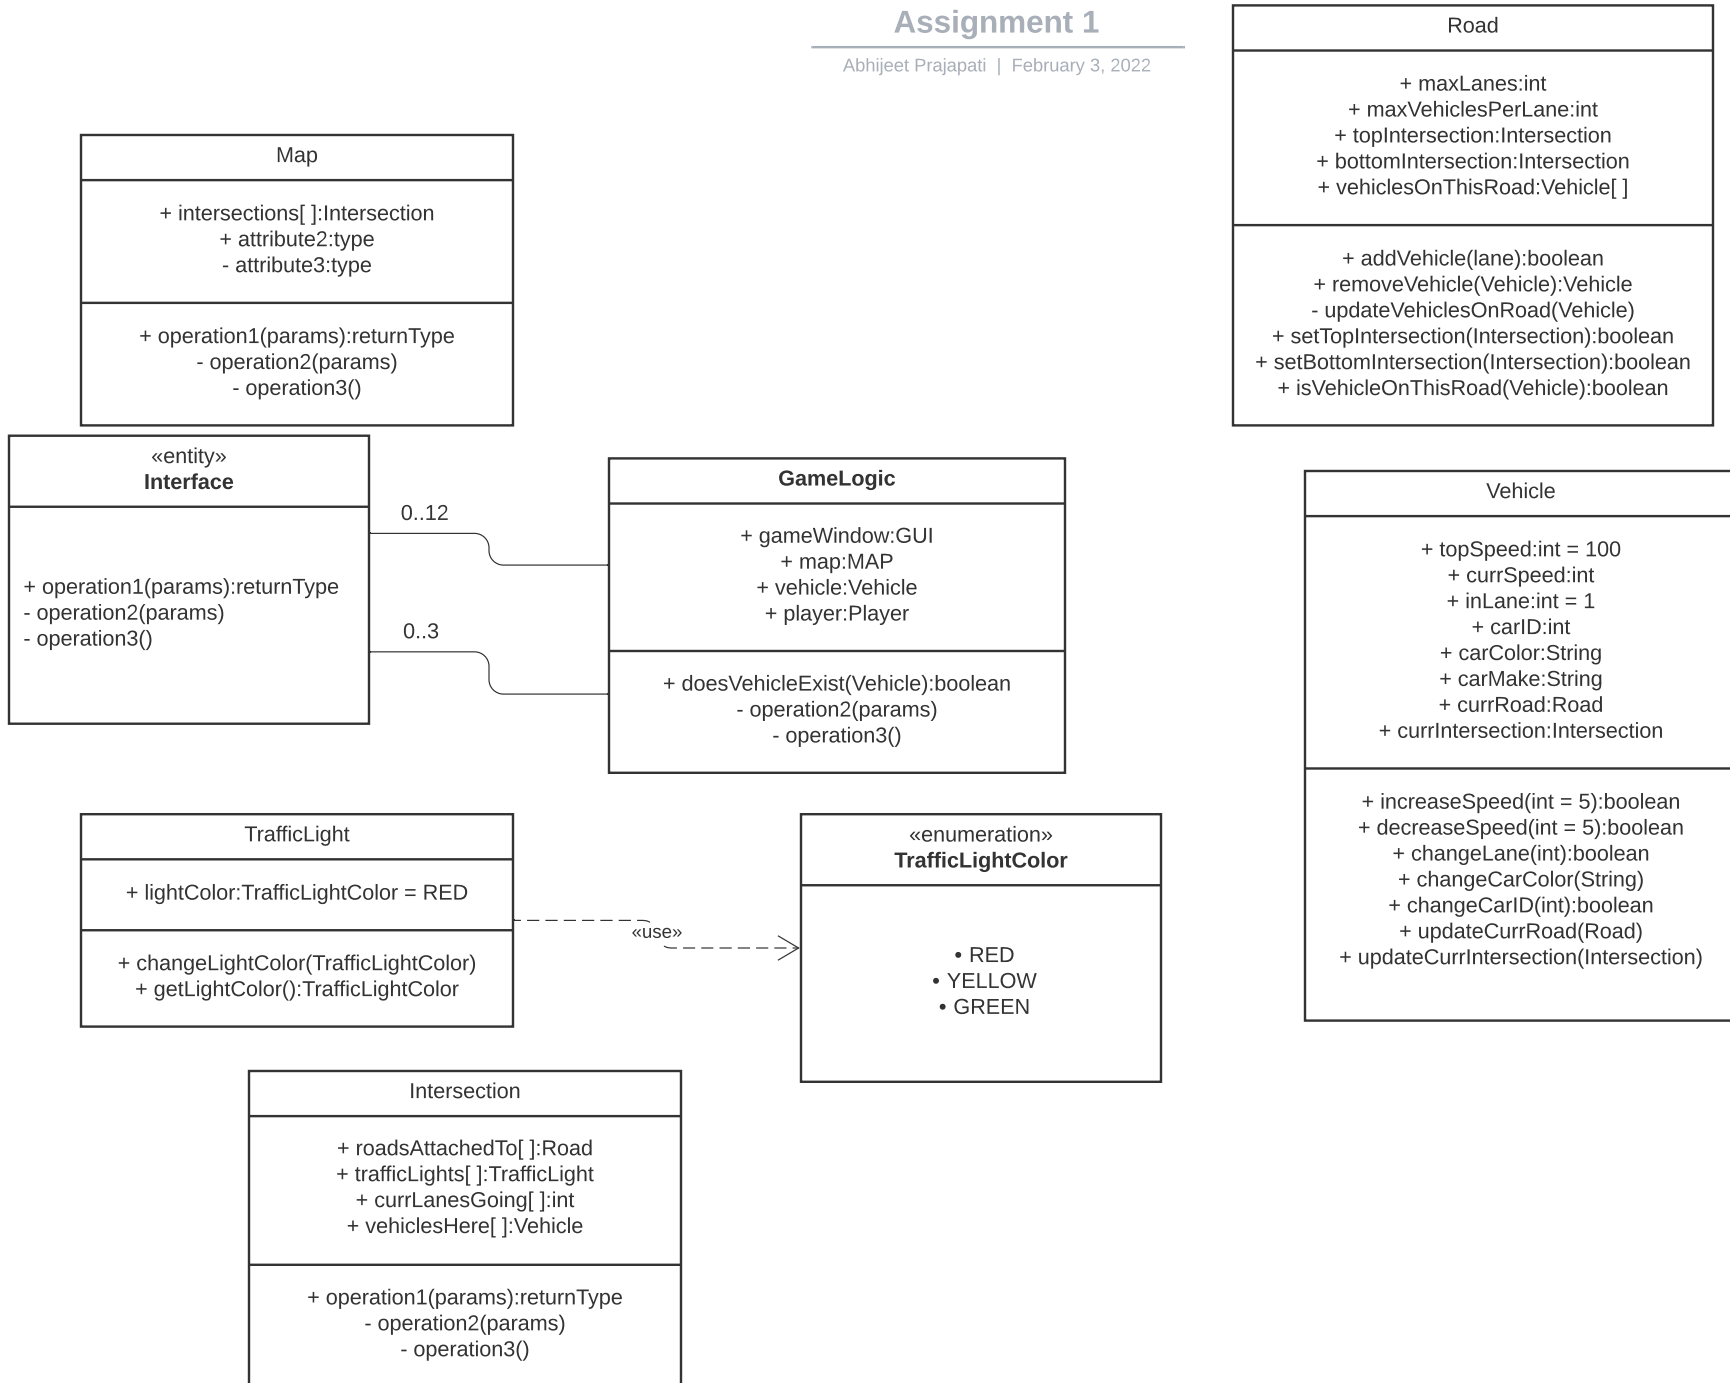 Assignment 1
Abhijeet Prajapati | February 3, 2022
Road
+ maxLanes:int
+ maxVehiclesPerLane:int
+ topIntersection:Intersection
+ bottomIntersection:Intersection
+ vehiclesOnThisRoad:Vehicle[ ]
+ addVehicle(lane):boolean
+ removeVehicle(Vehicle):Vehicle
- updateVehiclesOnRoad(Vehicle)
+ setTopIntersection(Intersection):boolean
+ setBottomIntersection(Intersection):boolean
+ isVehicleOnThisRoad(Vehicle):boolean
Map
+ intersections[ ]:Intersection
+ attribute2:type
- attribute3:type
+ operation1(params):returnType
- operation2(params)
- operation3()
«entity»
Interface
+ operation1(params):returnType
- operation2(params)
- operation3()
0..12
0..3
GameLogic
+ gameWindow:GUI
+ map:MAP
+ vehicle:Vehicle
+ player:Player
+ doesVehicleExist(Vehicle):boolean
- operation2(params)
- operation3()
Vehicle
+ topSpeed:int = 100
+ currSpeed:int
+ inLane:int = 1
+ carID:int
+ carColor:String
+ carMake:String
+ currRoad:Road
+ currIntersection:Intersection
+ increaseSpeed(int = 5):boolean
+ decreaseSpeed(int = 5):boolean
+ changeLane(int):boolean
+ changeCarColor(String)
+ changeCarID(int):boolean
+ updateCurrRoad(Road)
+ updateCurrIntersection(Intersection)
TrafficLight
+ lightColor:TrafficLightColor = RED
+ changeLightColor(TrafficLightColor)
+ getLightColor():TrafficLightColor
«use»
«enumeration»
TrafficLightColor
• RED
• YELLOW
• GREEN
Intersection
+ roadsAttachedTo[ ]:Road
+ trafficLights[ ]:TrafficLight
+ currLanesGoing[ ]:int
+ vehiclesHere[ ]:Vehicle
+ operation1(params):returnType
- operation2(params)
- operation3()